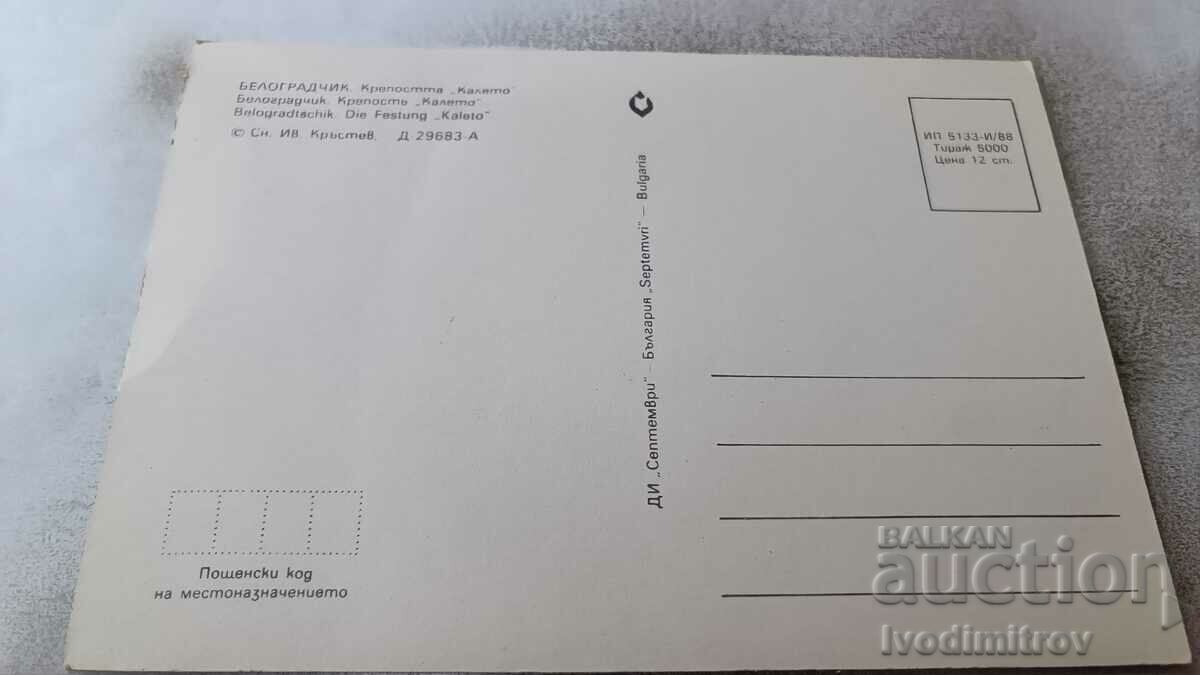 БЕЛОГРАДЧИК. Крепостта „Калето“
Белоградчик. Крепость „Калето“
Belogradtschik. Die Festung „Kaleto“
© Сн. Ив. Кръстев, Д-29683-А
ИП 5133-И/88
Тираж 5000
Цена 12 ст.
ДИ „Септември“ – България „Septemvri“ – Bulgaria
Пощенски код
на местоназначението
BALKAN
auction
Ivodimitrov